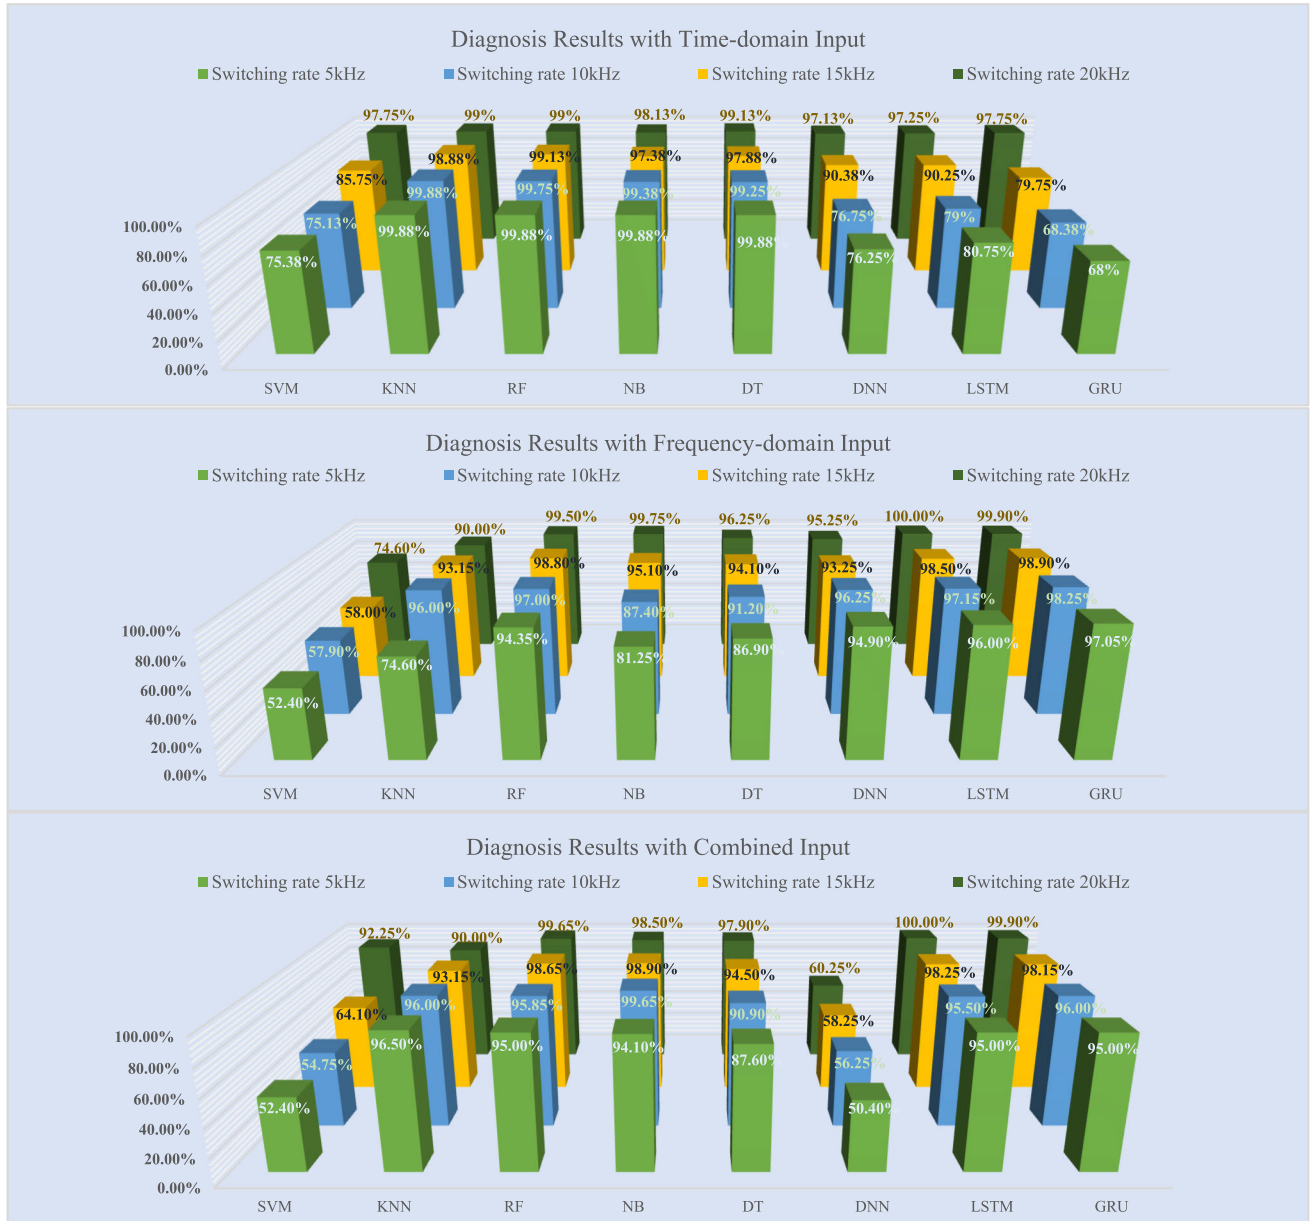 Diagnosis Results with Time-domain Input
Switching rate 5kHz Switching rate 10kHz Switching rate 15kHz Switching rate 20kHz
97.75% 99% 99% 98.13% 99.13% 97.13% 97.25% 97.75%
85.75% 98.88% 99.13% 97.38% 97.88% 90.38% 90.25% 79.75%
75.13% 99.88% 99.75% 99.38% 99.25% 76.75% 79% 68.38%
75.38% 99.88% 99.88% 99.88% 99.88% 76.25% 80.75% 68%
100.00%
80.00%
60.00%
40.00%
20.00%
0.00%
SVM KNN RF NB DT DNN LSTM GRU
Diagnosis Results with Frequency-domain Input
Switching rate 5kHz Switching rate 10kHz Switching rate 15kHz Switching rate 20kHz
74.60% 90.00% 99.50% 99.75% 96.25% 95.25% 100.00% 99.90%
58.00% 93.15% 98.80% 95.10% 94.10% 93.25% 98.50% 98.90%
57.90% 96.00% 97.00% 87.40% 91.20% 96.25% 97.15% 98.25%
52.40% 74.60% 94.35% 81.25% 86.90% 94.90% 96.00% 97.05%
100.00%
80.00%
60.00%
40.00%
20.00%
0.00%
SVM KNN RF NB DT DNN LSTM GRU
Diagnosis Results with Combined Input
Switching rate 5kHz Switching rate 10kHz Switching rate 15kHz Switching rate 20kHz
92.25% 90.00% 99.65% 98.50% 97.90% 60.25% 100.00% 99.90%
64.10% 93.15% 98.65% 98.90% 94.50% 58.25% 98.25% 98.15%
54.75% 96.00% 95.85% 99.65% 90.90% 56.25% 95.50% 96.00%
52.40% 96.50% 95.00% 94.10% 87.60% 50.40% 95.00% 95.00%
100.00%
80.00%
60.00%
40.00%
20.00%
0.00%
SVM KNN RF NB DT DNN LSTM GRU